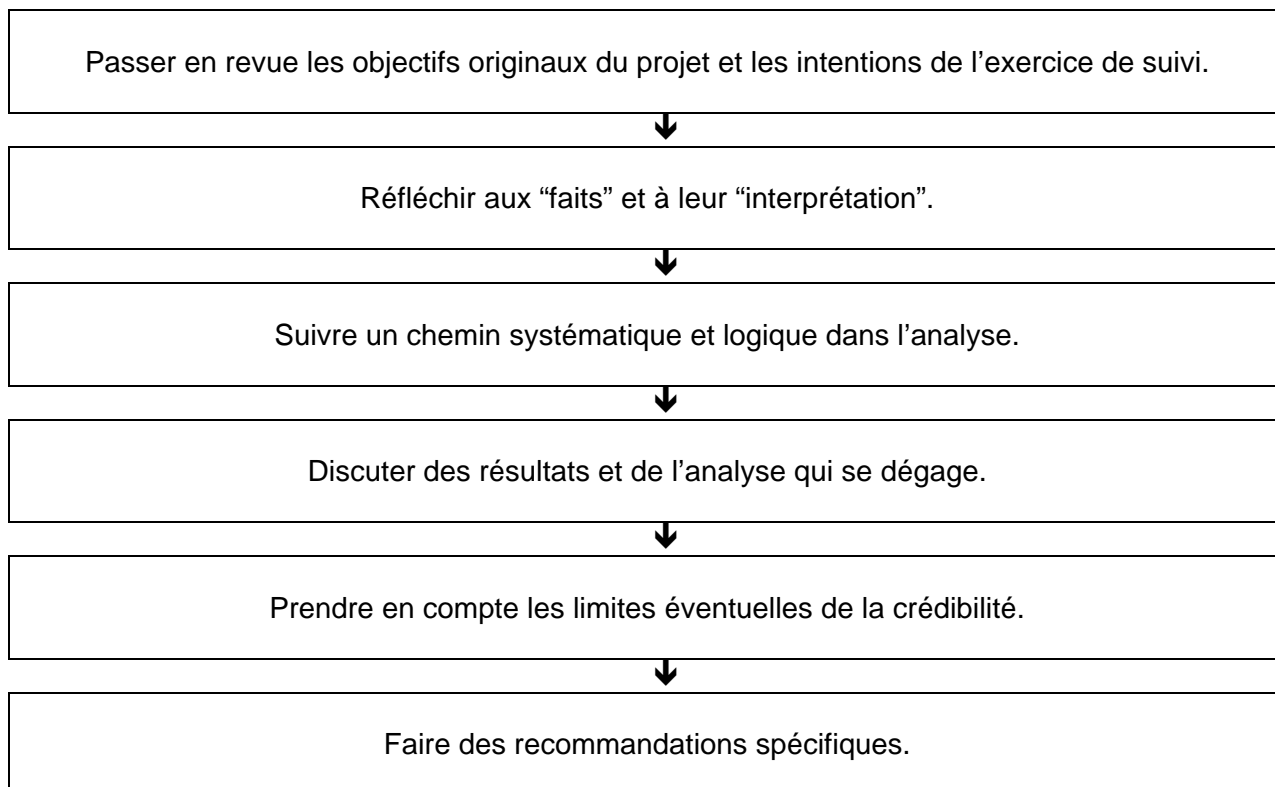 Passer en revue les objectifs originaux du projet et les intentions de l’exercice de suivi.
Réfléchir aux “faits” et à leur “interprétation”.
Suivre un chemin systématique et logique dans l’analyse.
Discuter des résultats et de l’analyse qui se dégage.
Prendre en compte les limites éventuelles de la crédibilité.
Faire des recommandations spécifiques.